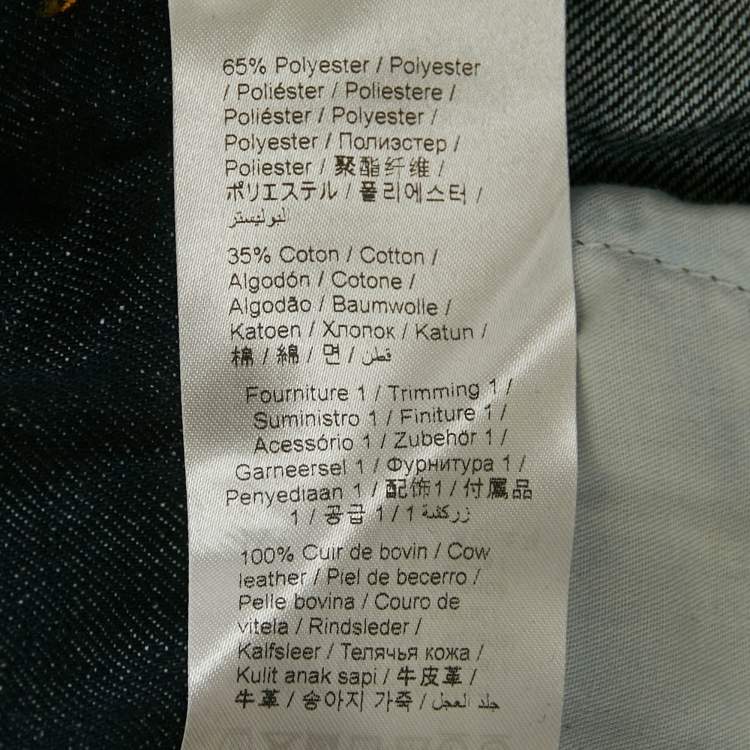 65% Polyester / Polyester
/ Poliéster / Poliestere /
Poliéster / Polyester /
Polyester / Полиэстер /
Poliester / 聚酯纤维 /
ポリエステル / 폴리에스터 /
البوليستر
35% Coton / Cotton /
Algodón / Cotone /
Algodão / Baumwolle /
Katoen / Хлопок / Katun /
棉 / 綿 / 면 / قطن
Fourniture 1 / Trimming 1 /
Suministro 1 / Finiture 1 /
Acessório 1 / Zubehör 1 /
Garneersel 1 / Фурнитура 1 /
Penyediaan 1 / 配饰1 / 付属品
1 / 공급 1 / 1 زركشة
100% Cuir de bovin / Cow
leather / Piel de becerro /
Pelle bovina / Couro de
vitela / Rindsleder /
Kalfsleer / Телячья кожа /
Kulit anak sapi / 牛皮革 /
牛革 / 송아지 가죽 / جلد العجل